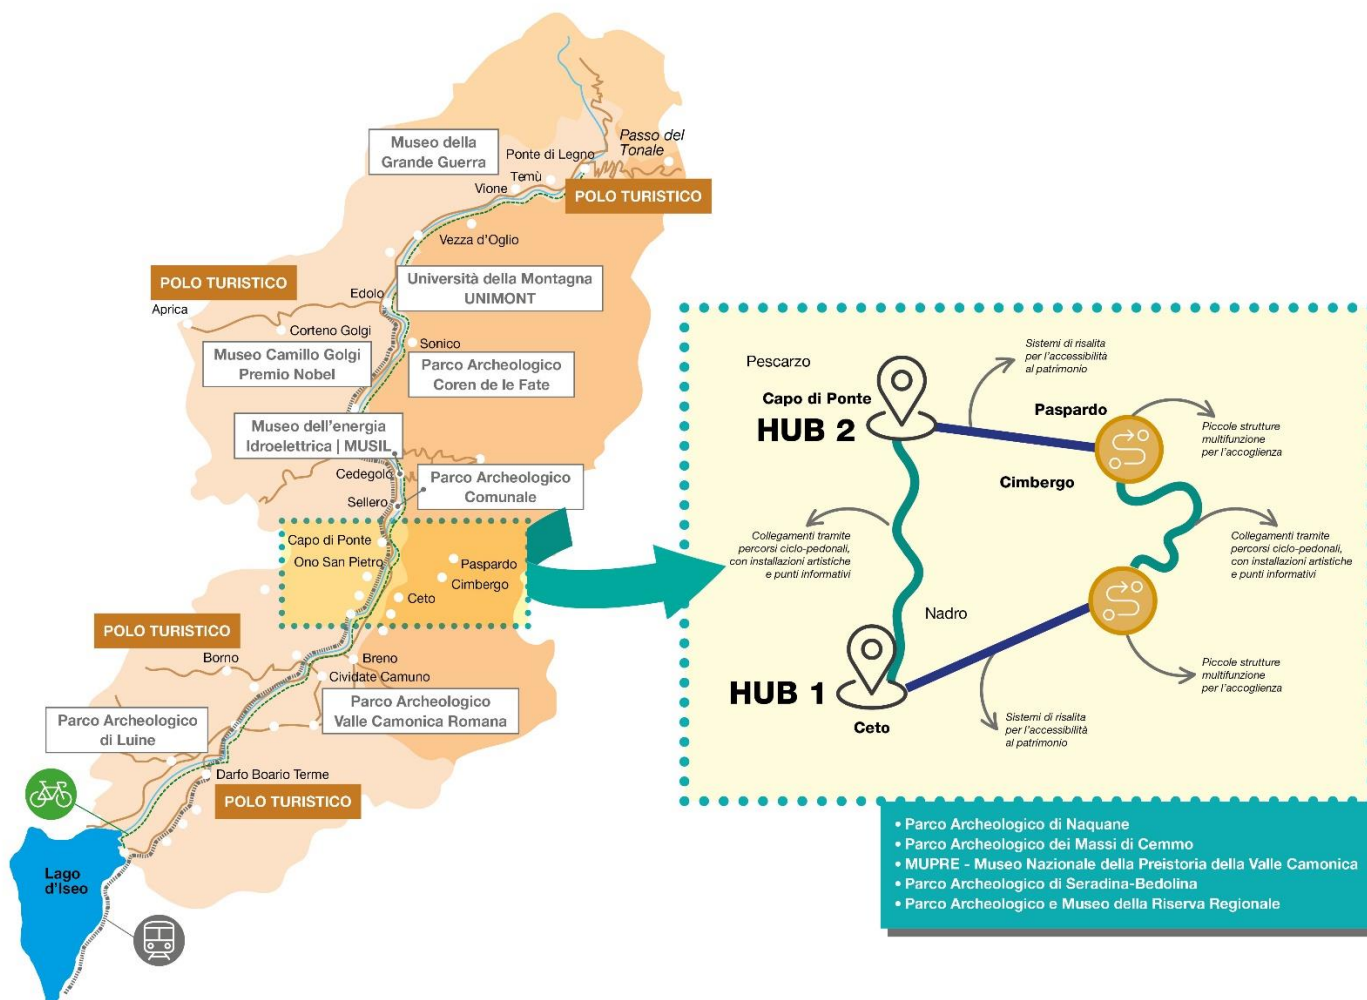 Museo della
Grande Guerra
Passo del
Tonale
Ponte di Legno
Temù
Vione
POLO TURISTICO
Vezza d'Oglio
POLO TURISTICO
Università della Montagna
UNIMONT
Edolo
Aprica
Corteno Golgi
Sonico
Museo Camillo Golgi
Premio Nobel
Parco Archeologico
Coren de le Fate
Museo dell'energia
Idroelettrica | MUSIL
Cedegolo
Parco Archeologico
Comunale
Sellero
Capo di Ponte
Ono San Pietro
Paspardo
Cimbergo
Ceto
POLO TURISTICO
Borno
Breno
Cividate Camuno
Parco Archeologico
Valle Camonica Romana
Parco Archeologico
di Luine
Darfo Boario Terme
POLO TURISTICO
Lago
d'Iseo
Pescarzo
Capo di Ponte
HUB 2
Sistemi di risalita
per l'accessibilità
al patrimonio
Paspardo
Piccole strutture
multifunzione
per l'accoglienza
Cimbergo
Collegamenti tramite
percorsi ciclo-pedonali,
con installazioni artistiche
e punti informativi
Collegamenti tramite
percorsi ciclo-pedonali,
con installazioni artistiche
e punti informativi
Nadro
HUB 1
Ceto
Sistemi di risalita
per l'accessibilità
al patrimonio
Piccole strutture
multifunzione
per l'accoglienza
• Parco Archeologico di Naquane
• Parco Archeologico dei Massi di Cemmo
• MUPRE - Museo Nazionale della Preistoria della Valle Camonica
• Parco Archeologico di Seradina-Bedolina
• Parco Archeologico e Museo della Riserva Regionale